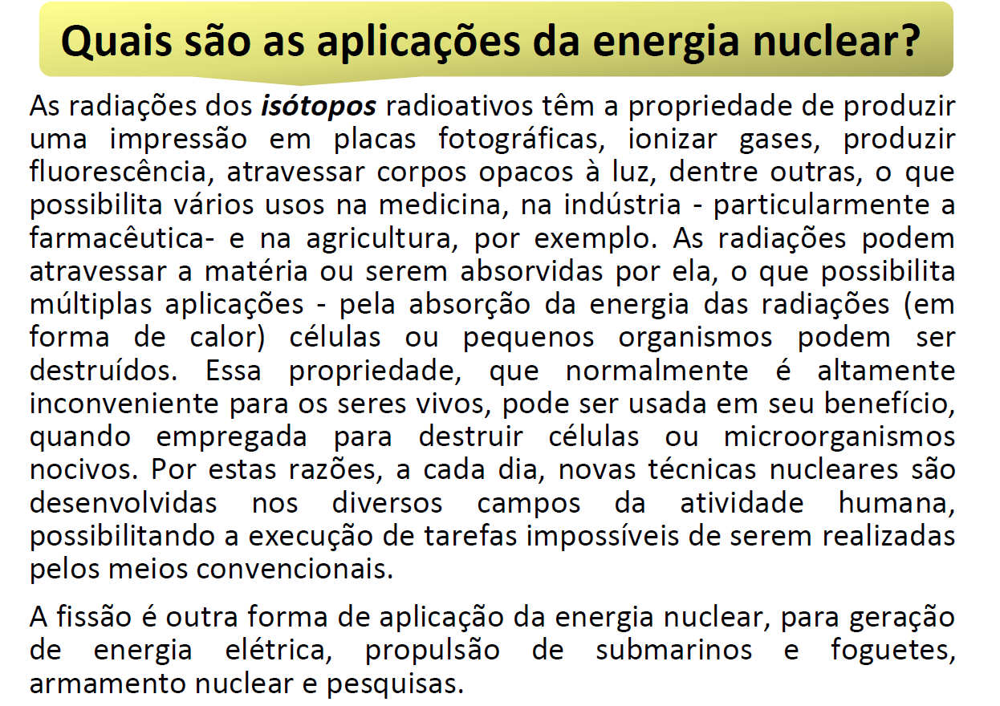 Quais são as aplicações da energia nuclear?
As radiações dos isótopos radioativos têm a propriedade de produzir
uma impressão em placas fotográficas, ionizar gases, produzir
fluorescência, atravessar corpos opacos à luz, dentre outras, o que
possibilita vários usos na medicina, na indústria - particularmente a
farmacêutica- e na agricultura, por exemplo. As radiações podem
atravessar a matéria ou serem absorvidas por ela, o que possibilita
múltiplas aplicações - pela absorção da energia das radiações (em
forma de calor) células ou pequenos organismos podem ser
destruídos. Essa propriedade, que normalmente é altamente
inconveniente para os seres vivos, pode ser usada em seu benefício,
quando empregada para destruir células ou microorganismos
nocivos. Por estas razões, a cada dia, novas técnicas nucleares são
desenvolvidas nos diversos campos da atividade humana,
possibilitando a execução de tarefas impossíveis de serem realizadas
pelos meios convencionais.
A fissão é outra forma de aplicação da energia nuclear, para geração
de energia elétrica, propulsão de submarinos e foguetes,
armamento nuclear e pesquisas.